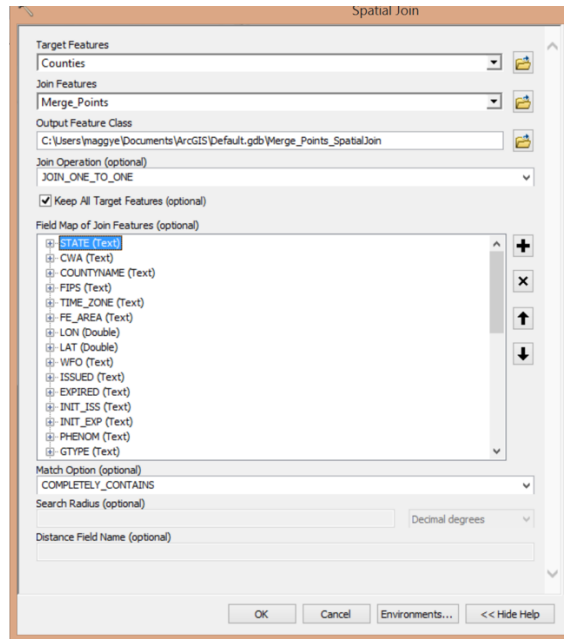 Spatial Join
Target Features
Counties
Join Features
Merge_Points
Output Feature Class
C:\Users\maggye\Documents\ArcGIS\Default.gdb\Merge_Points_SpatialJoin
Join Operation (optional)
JOIN_ONE_TO_ONE
Keep All Target Features (optional)
Field Map of Join Features (optional)
STATE (Text)
CWA (Text)
COUNTYNAME (Text)
FIPS (Text)
TIME_ZONE (Text)
FE_AREA (Text)
LON (Double)
LAT (Double)
WFO (Text)
ISSUED (Text)
EXPIRED (Text)
INIT_ISS (Text)
INIT_EXP (Text)
PHENOM (Text)
GTYPE (Text)
Match Option (optional)
COMPLETELY_CONTAINS
Search Radius (optional)
Decimal degrees
Distance Field Name (optional)
OK Cancel Environments... << Hide Help